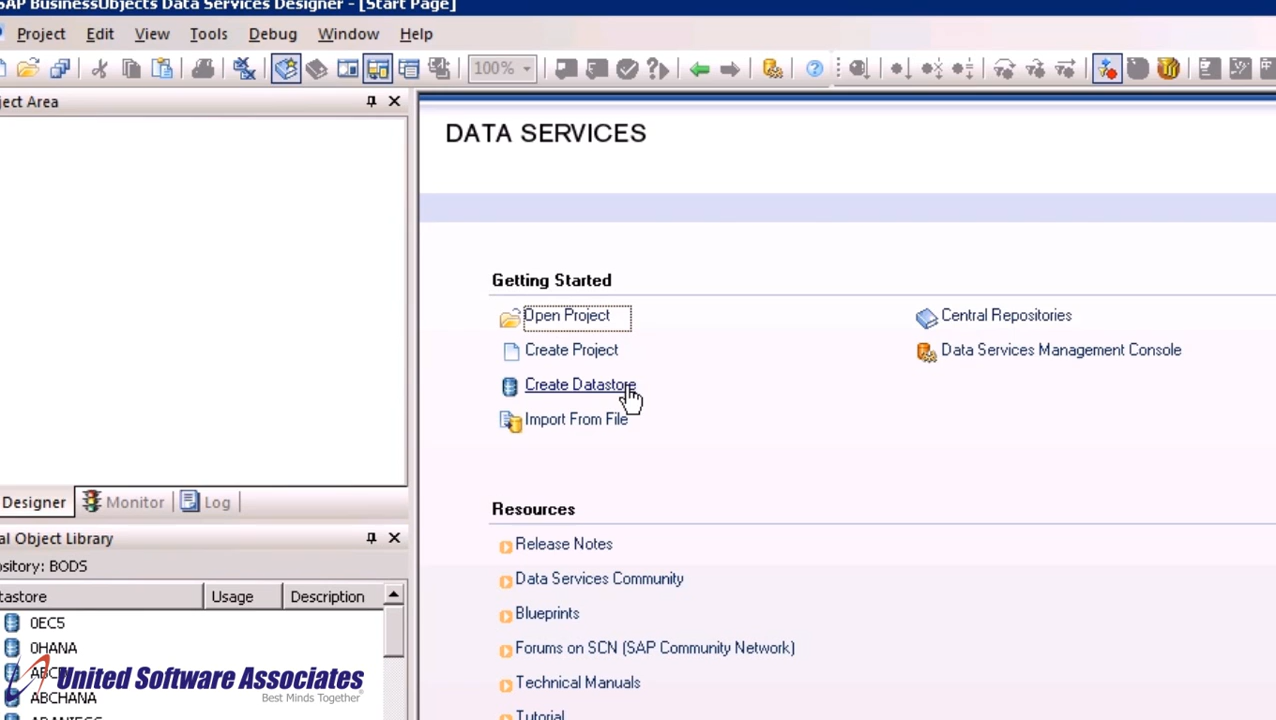 SAP BusinessObjects Data Services Designer - [Start Page]
Project Edit View Tools Debug Window Help
100%
ject Area
DATA SERVICES
Getting Started
Open Project
Central Repositories
Create Project
Data Services Management Console
Create Datastore
Import From File
Designer Monitor Log
Resources
al Object Library
Release Notes
ository: BODS
Data Services Community
tastore Usage Description
Blueprints
0EC5
0HANA
Forums on SCN (SAP Community Network)
United Software Associates
Best Minds Together
Technical Manuals
ABCHANA
Tutorial